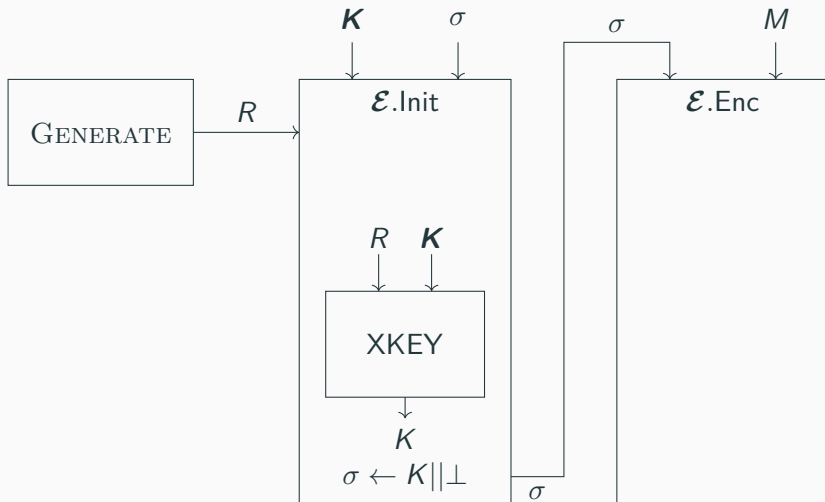 K σ σ M
GENERATE R ℰ.Init ℰ.Enc
R K
XKEY
K
σ ← K||⊥
σ